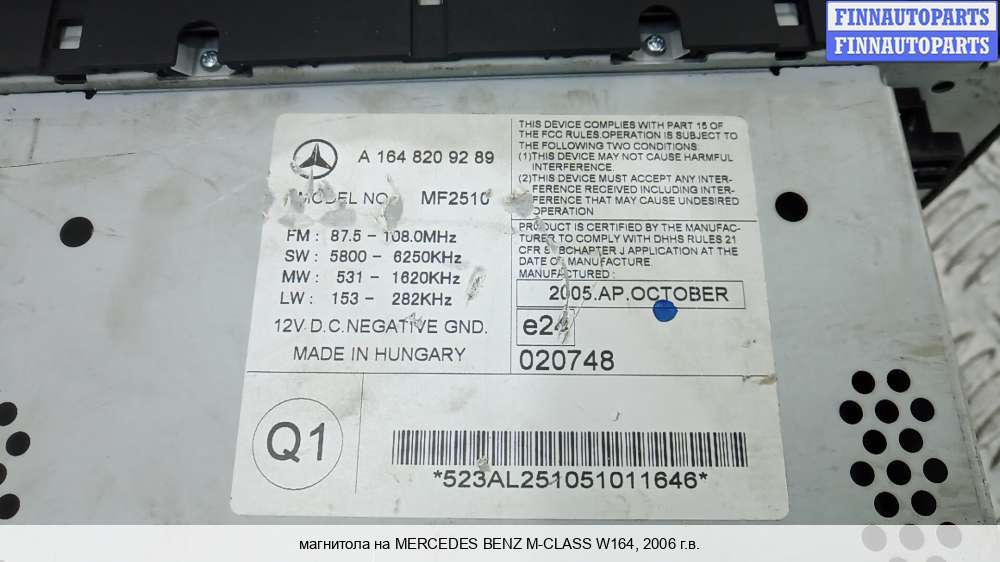 FINNAUTOPARTS
FINNAUTOPARTS
A 164 820 92 89
MODEL NO. MF2510
FM : 87.5 - 108.0MHz
SW : 5800 - 6250KHz
MW : 531 - 1620KHz
LW : 153 - 282KHz
12V D.C.NEGATIVE GND.
MADE IN HUNGARY
THIS DEVICE COMPLIES WITH PART 15 OF
THE FCC RULES.OPERATION IS SUBJECT TO
THE FOLLOWING TWO CONDITIONS:
(1)THIS DEVICE MAY NOT CAUSE HARMFUL
INTERFERENCE.
(2)THIS DEVICE MUST ACCEPT ANY INTER-
FERENCE RECEIVED INCLUDING INTER-
FERENCE THAT MAY CAUSE UNDESIRED
OPERATION
PRODUCT IS CERTIFIED BY THE MANUFAC-
TURER TO COMPLY WITH DHHS RULES 21
CFR SUBCHAPTER J APPLICATION AT THE
DATE OF MANUFACTURE.
MANUFACTURED :
2005.AP.OCTOBER
e24
020748
Q1
*523AL251051011646*
магнитола на MERCEDES BENZ M-CLASS W164, 2006 г.в.